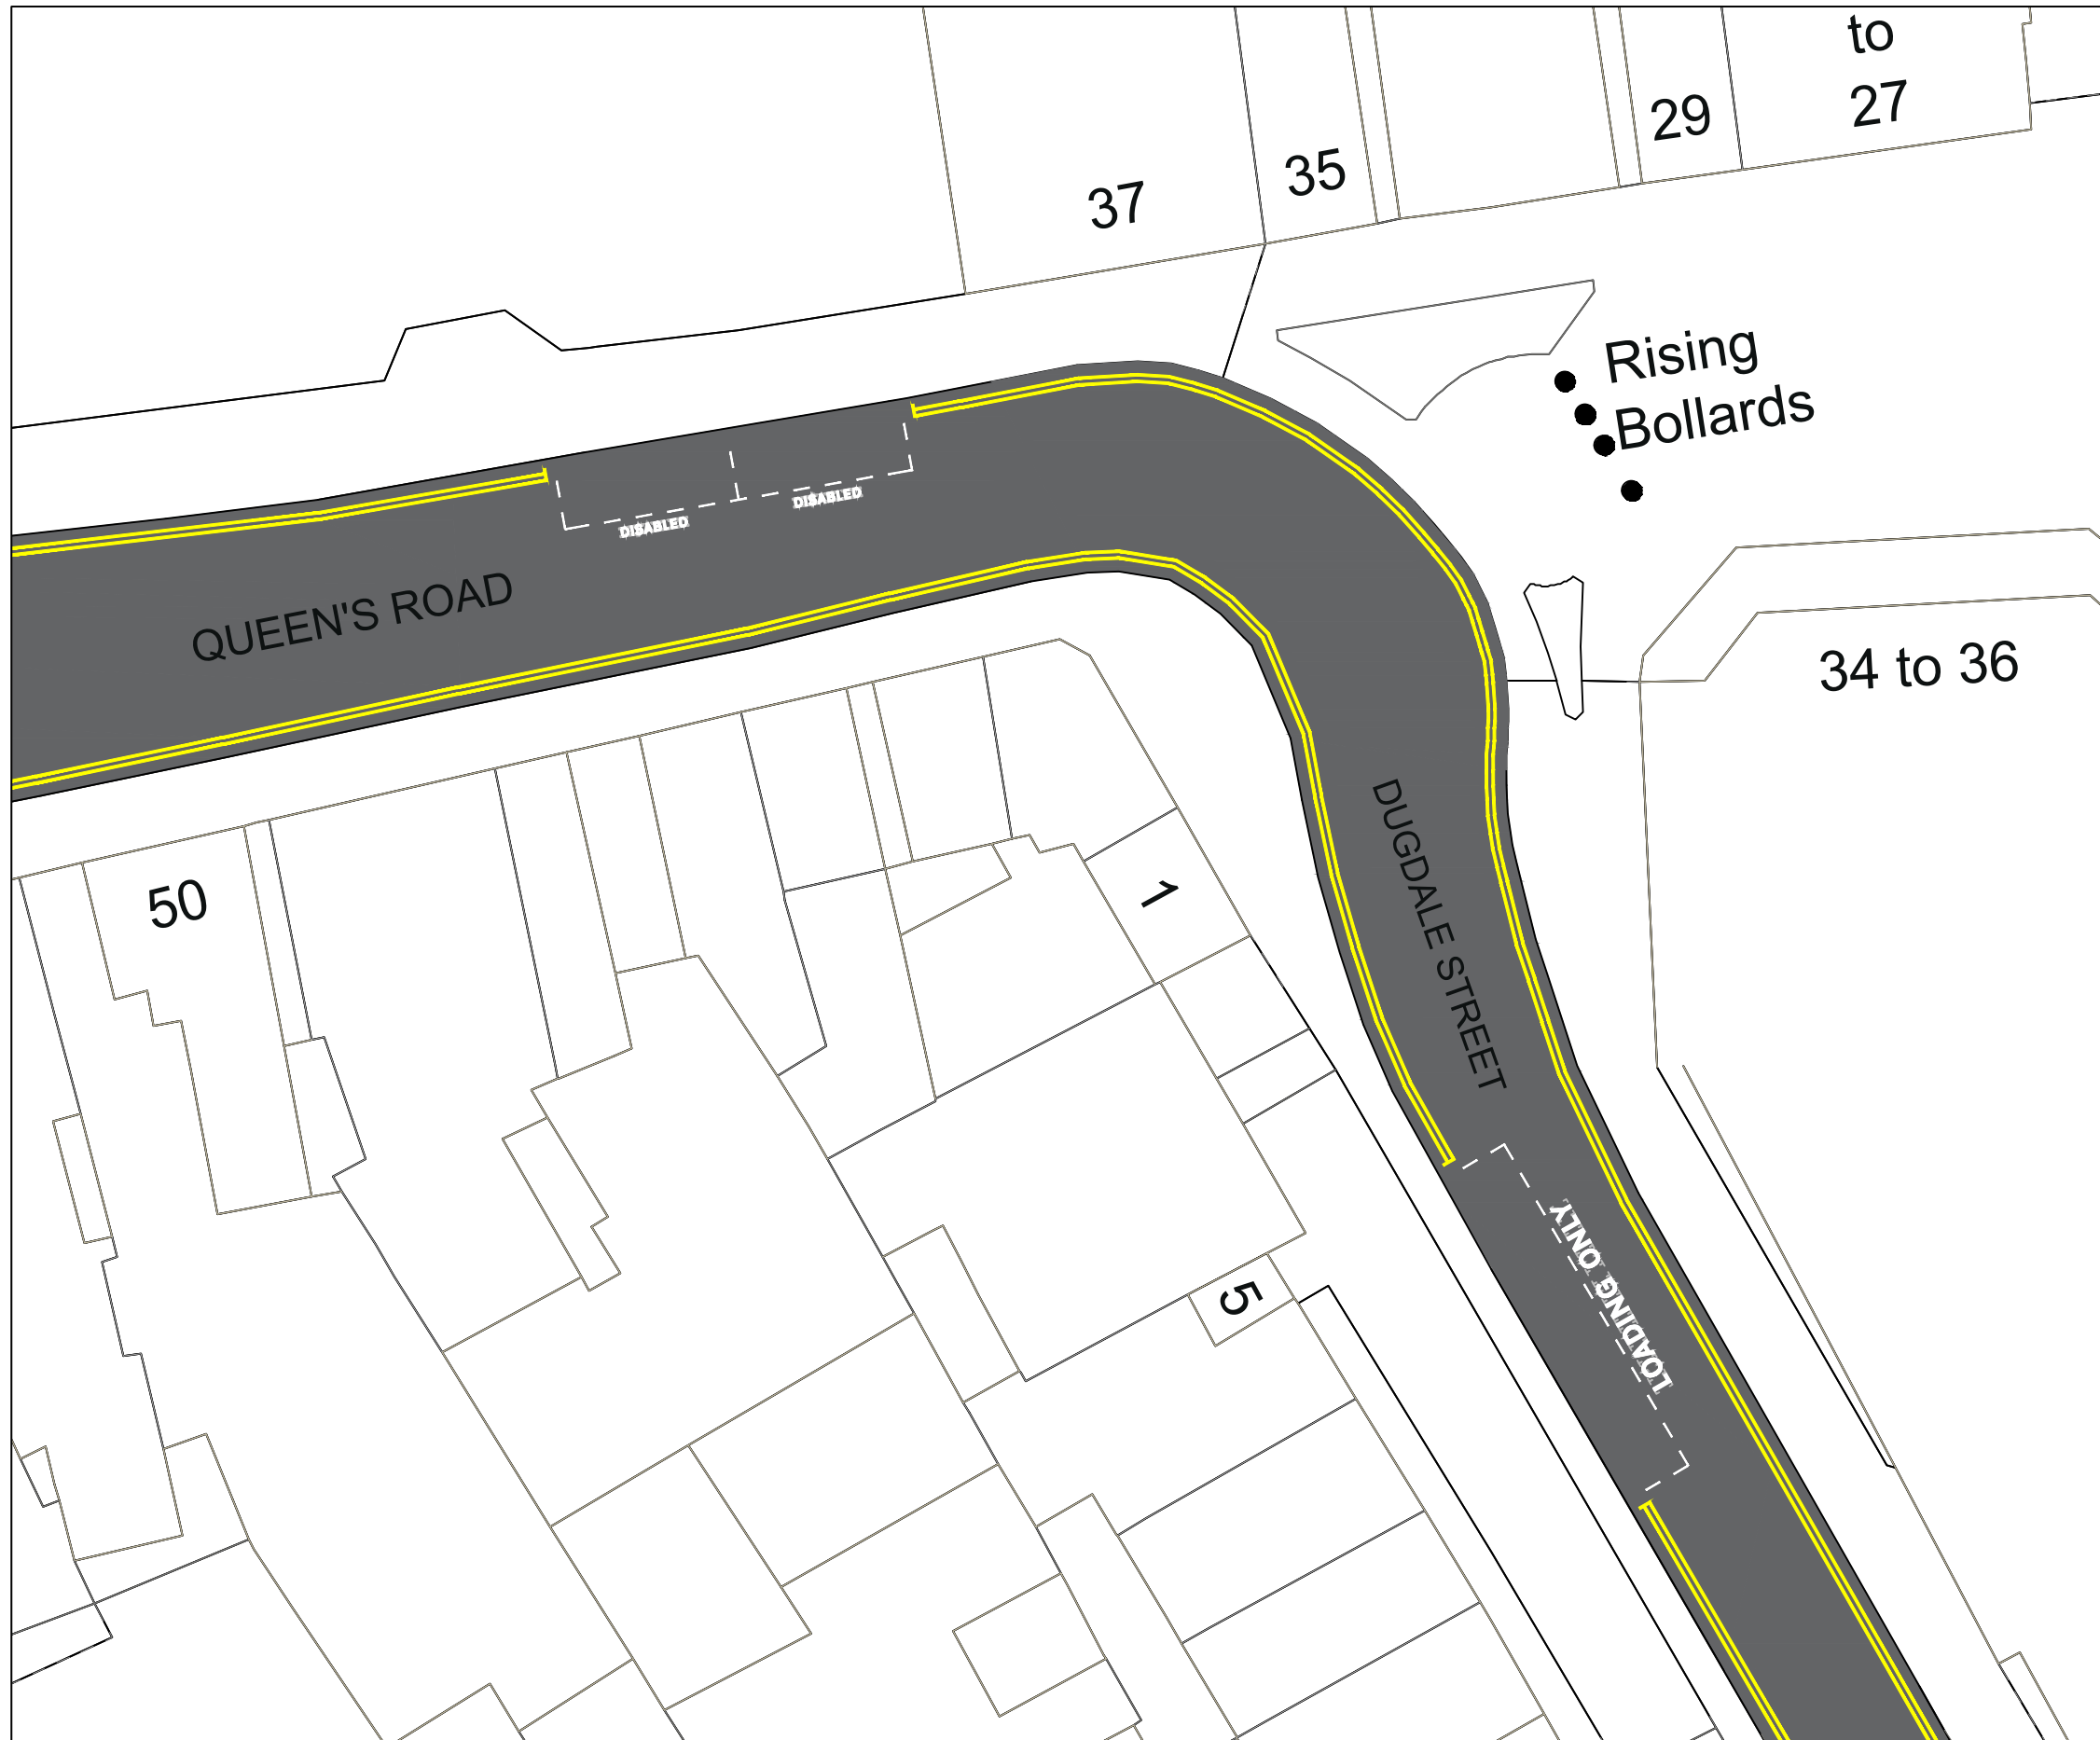 to
27
29
35
37
Rising
Bollards
DISABLED
DISABLED
QUEEN'S ROAD
34 to 36
DUGDALE STREET
50
1
LOADING ONLY
5